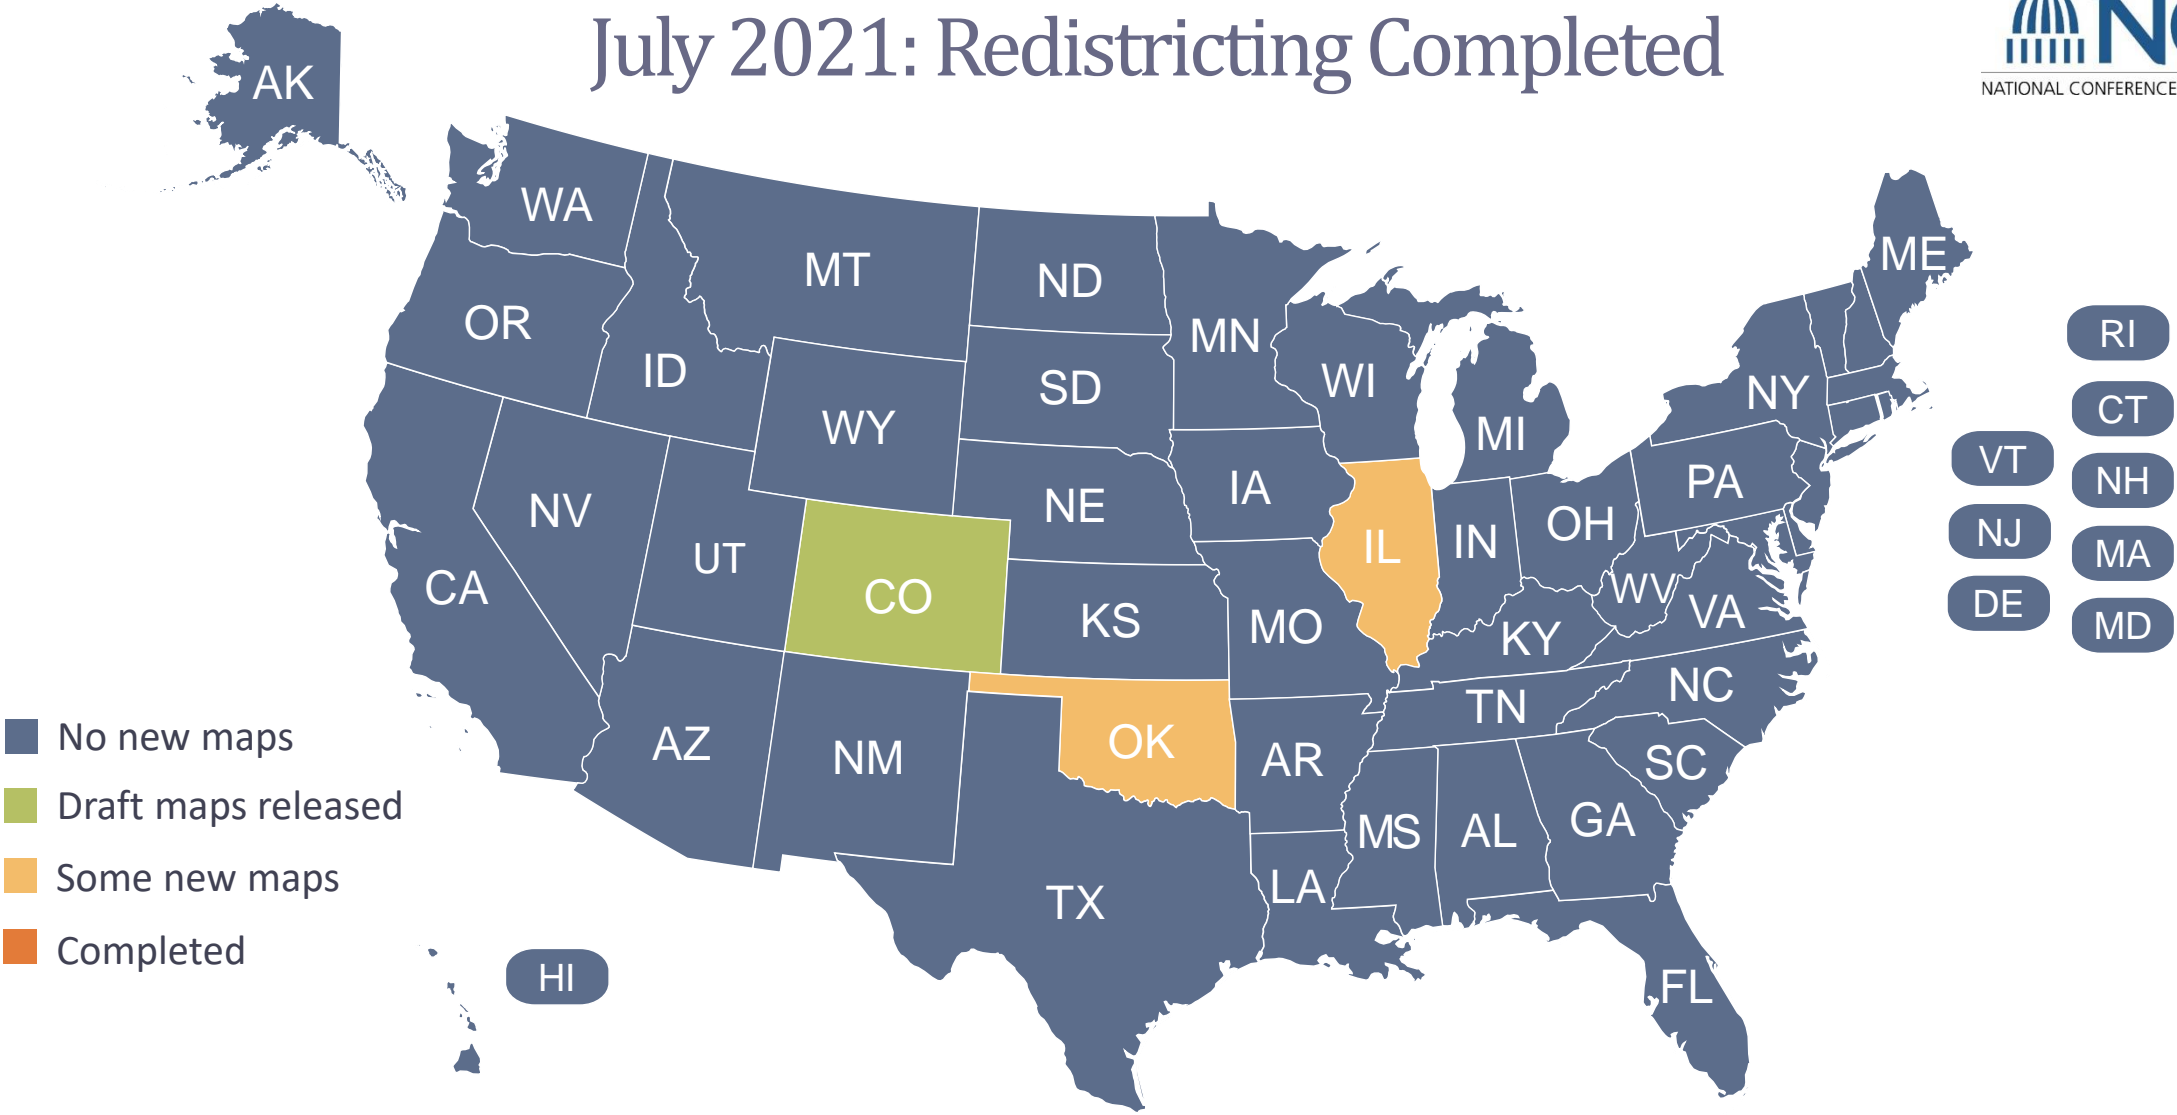 July 2021: Redistricting Completed
NATIONAL CONFERENCE
AK
WA
MT
ND
MN
ME
OR
ID
SD
WI
RI
WY
MI
NY
CT
NV
NE
IA
PA
VT
NH
UT
CO
IL
IN
OH
NJ
MA
CA
KS
MO
WV
VA
DE
MD
KY
NC
TN
AZ
NM
OK
AR
SC
MS
AL
GA
LA
TX
FL
HI
No new maps
Draft maps released
Some new maps
Completed